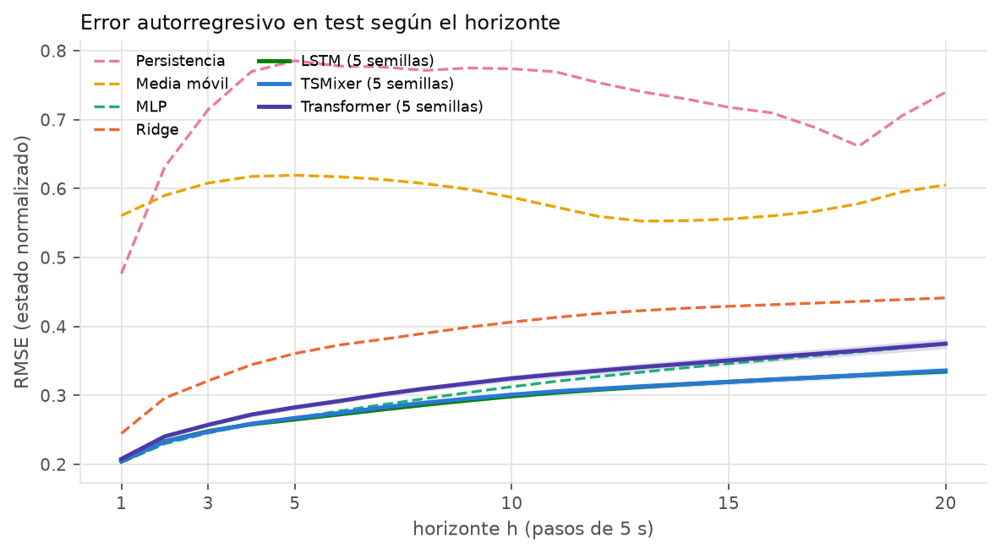 Error autorregresivo en test según el horizonte
Persistencia
Media móvil
MLP
Ridge
LSTM (5 semillas)
TSMixer (5 semillas)
Transformer (5 semillas)
RMSE (estado normalizado)
0.8
0.7
0.6
0.5
0.4
0.3
0.2
1
3
5
10
15
20
horizonte h (pasos de 5 s)